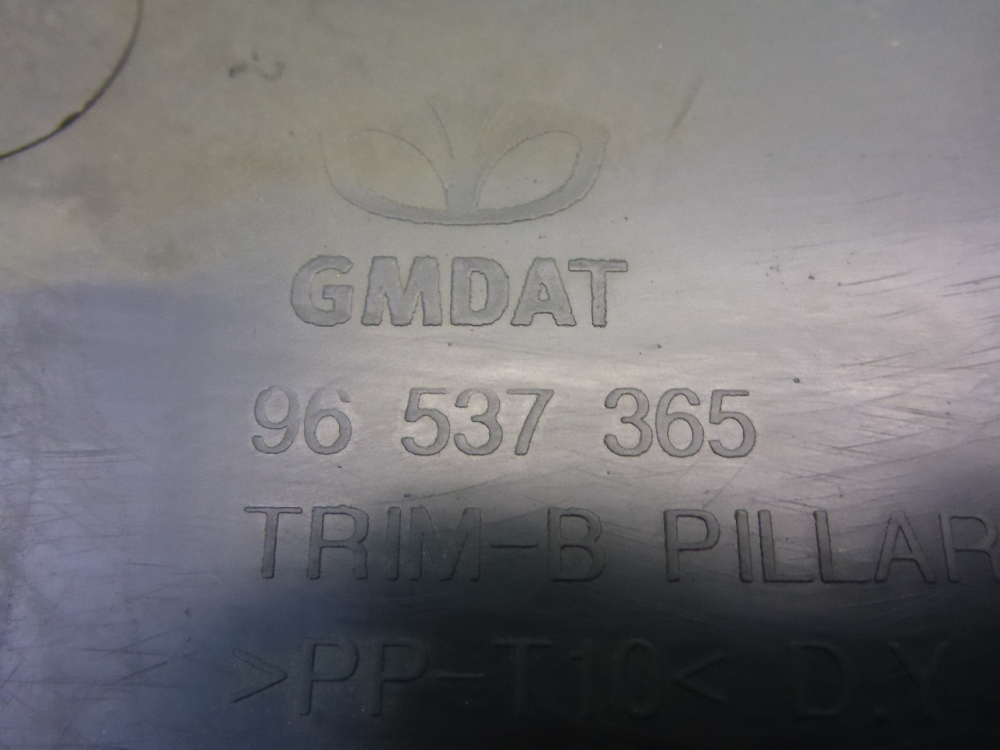 GMDAT
96 537 365
TRIM-B PILLAR
>PP-T10< D.Y